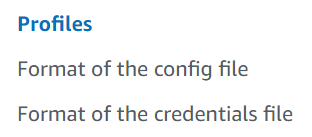 Profiles
Format of the config file
Format of the credentials file